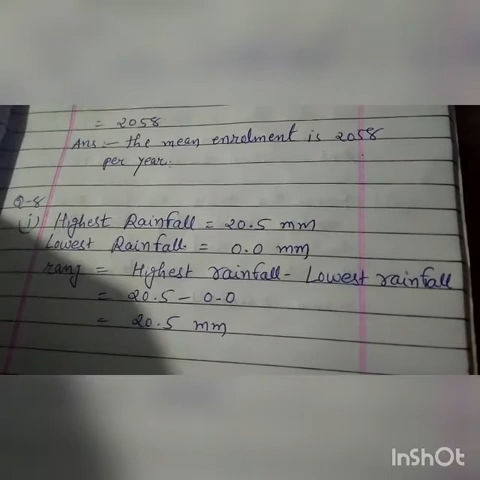 = 2058
Ans:- the mean enrolment is 2058
per year.
Q-8
(i) Highest Rainfall = 20.5 mm
Lowest Rainfall = 0.0 mm
rang = Highest rainfall - Lowest rainfall
= 20.5 - 0.0
= 20.5 mm
InShOt